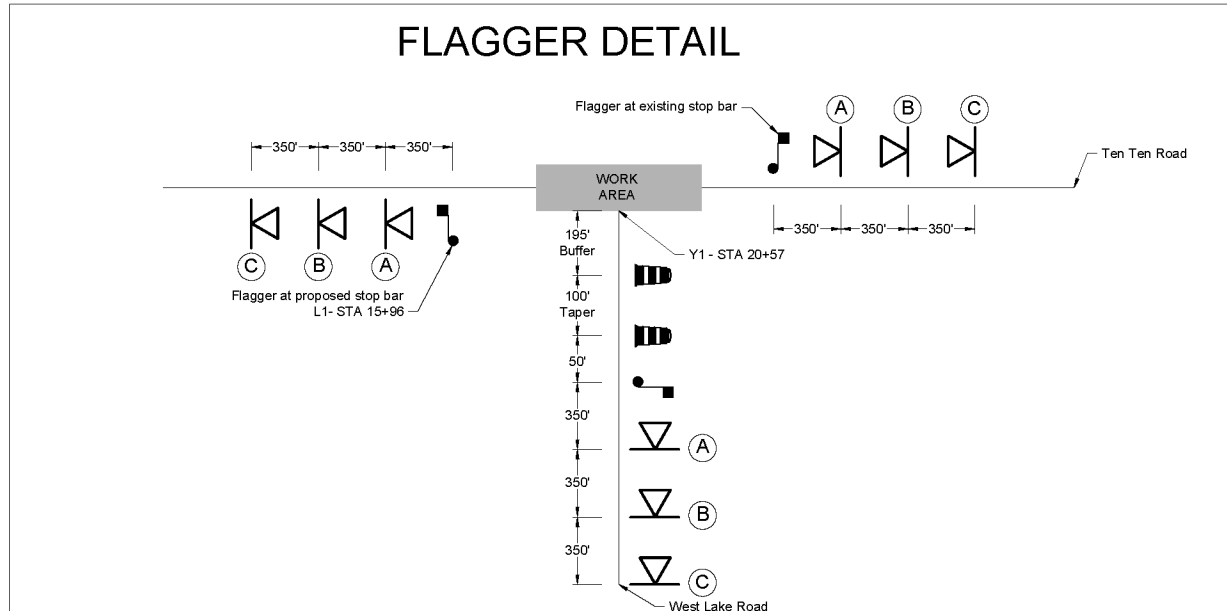 FLAGGER DETAIL
Flagger at existing stop bar
A
B
C
350'
350'
350'
Ten Ten Road
WORK
AREA
350'
350'
350'
C
B
A
Flagger at proposed stop bar
L1- STA 15+96
195'
Buffer
Y1 - STA 20+57
100'
Taper
50'
350'
A
350'
B
350'
C
West Lake Road